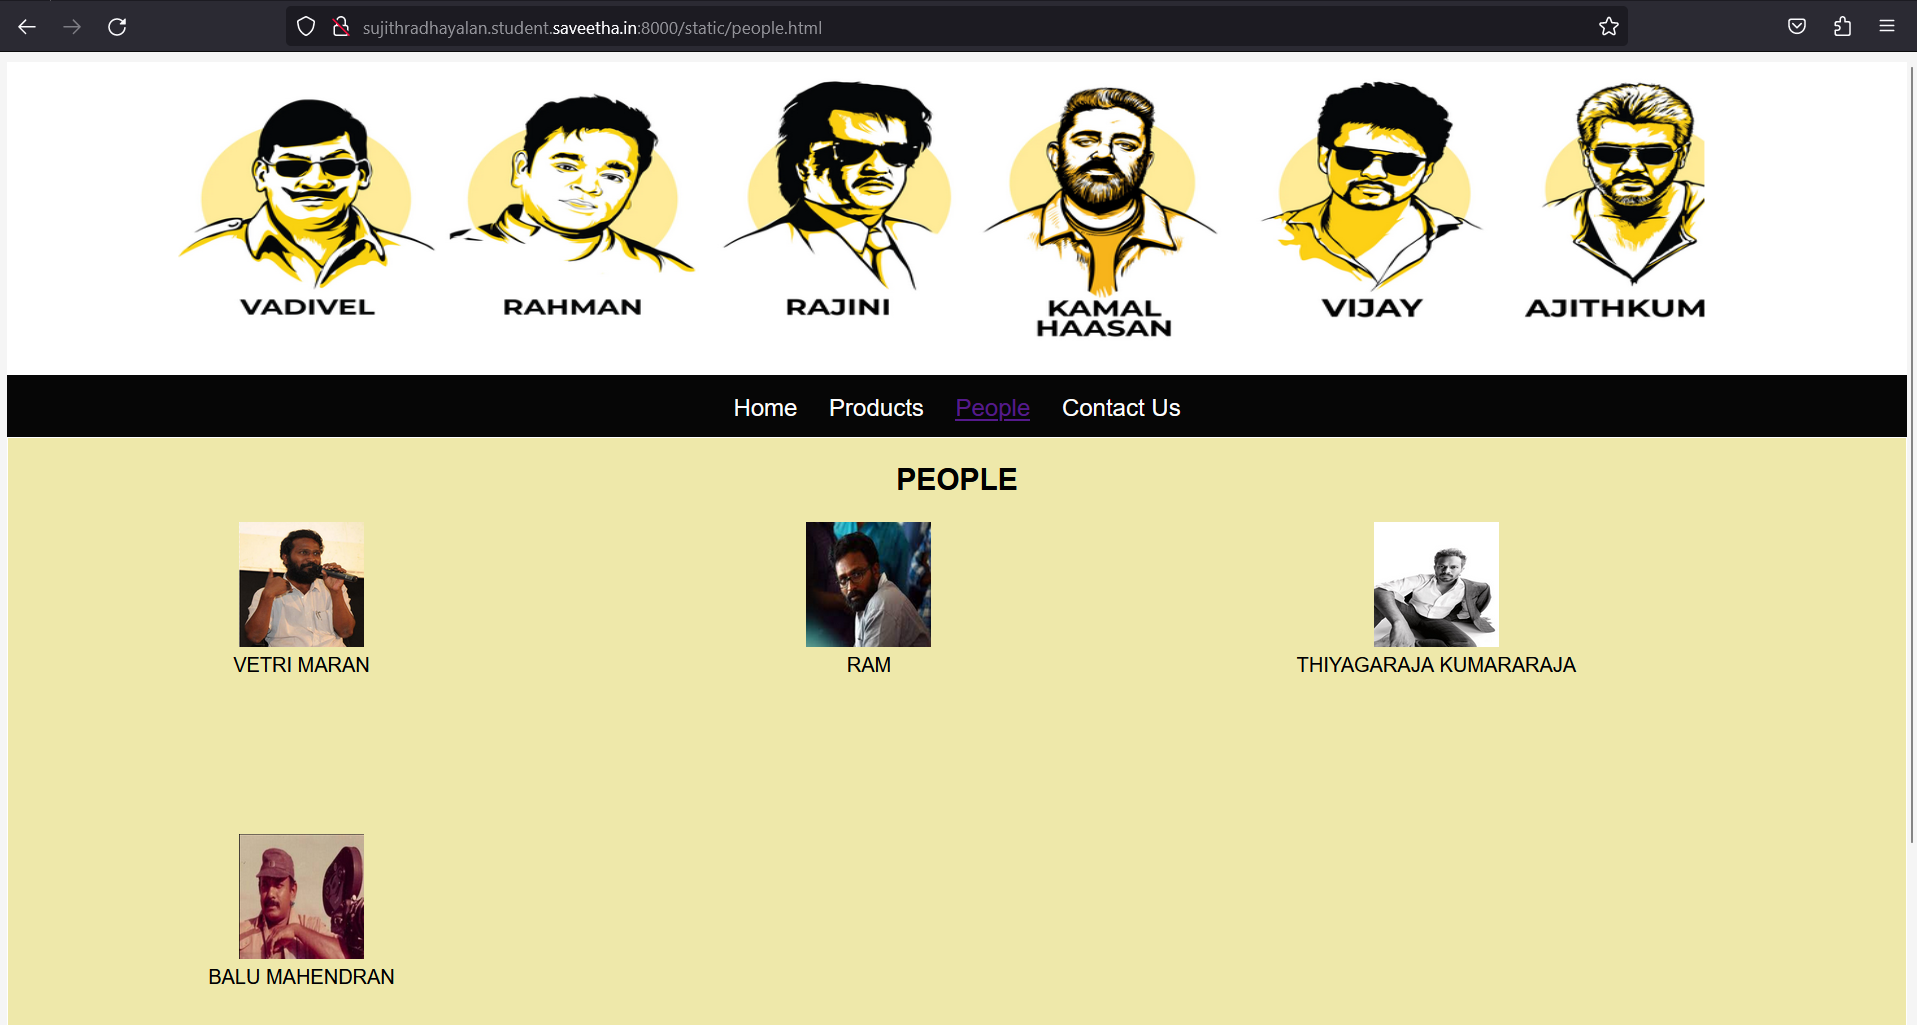 sujithradhayalan.student.saveetha.in:8000/static/people.html
VADIVEL RAHMAN RAJINI KAMAL HAASAN VIJAY AJITHKUM
Home Products People Contact Us
PEOPLE
VETRI MARAN RAM THIYAGARAJA KUMARARAJA
BALU MAHENDRAN